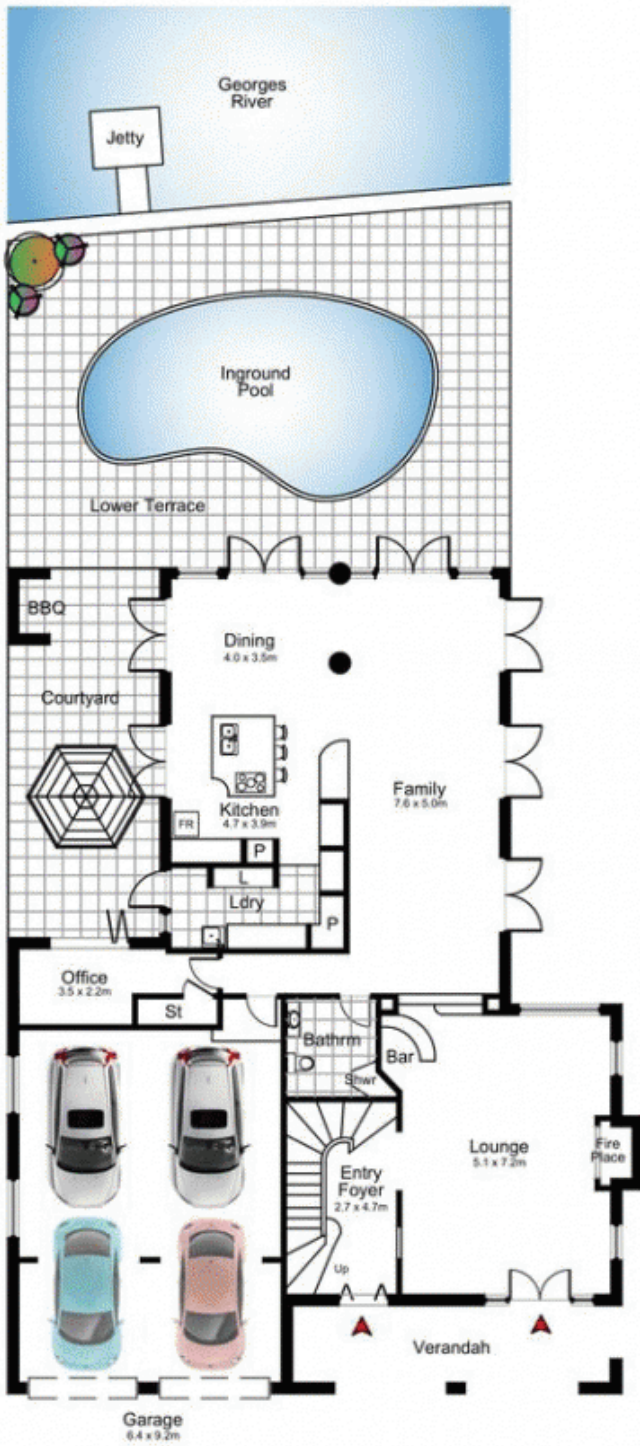 Georges
River
Jetty
Inground
Pool
Lower Terrace
BBQ
Dining
4.0 x 3.5m
Courtyard
Family
7.6 x 5.0m
Kitchen
4.7 x 3.9m
FR
P
L
Ldry
P
Office
3.5 x 2.2m
St
Bathrm
Shwr
Bar
Lounge
5.1 x 7.2m
Fire
Place
Entry
Foyer
2.7 x 4.7m
Up
Verandah
Garage
6.4 x 9.2m